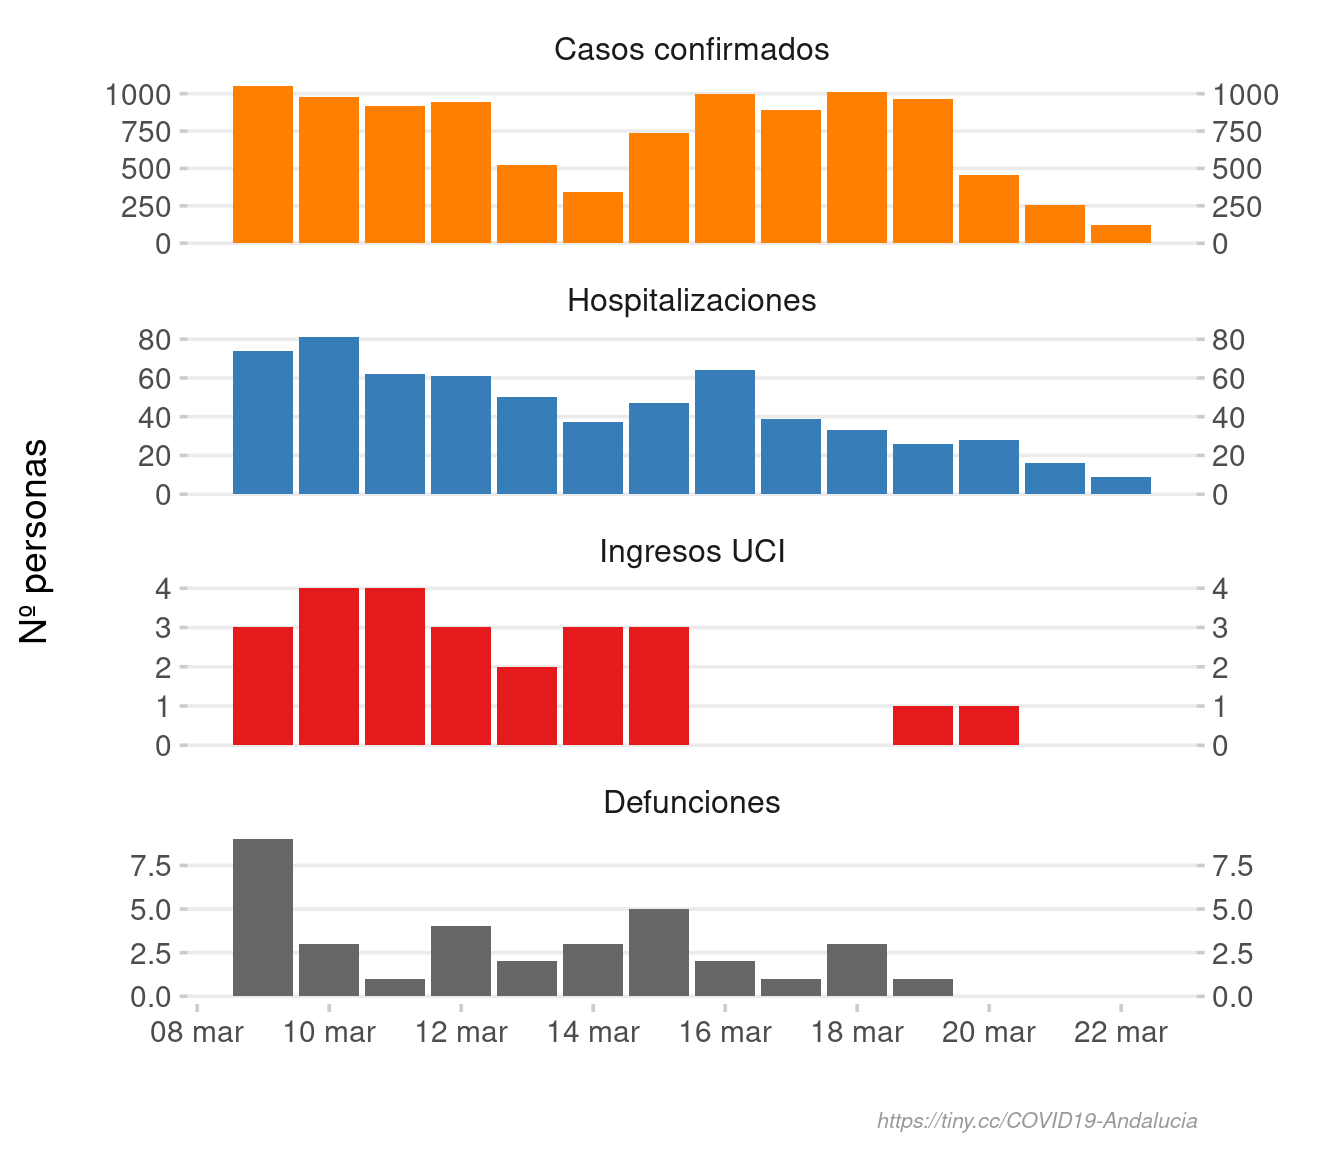 Casos confirmados
1000 1000
750 750
500 500
250 250
0 0
Hospitalizaciones
80 80
60 60
40 40
20 20
0 0
Nº personas
Ingresos UCI
4 4
3 3
2 2
1 1
0 0
Defunciones
7.5 7.5
5.0 5.0
2.5 2.5
0.0 0.0
08 mar 10 mar 12 mar 14 mar 16 mar 18 mar 20 mar 22 mar
https://tiny.cc/COVID19-Andalucia